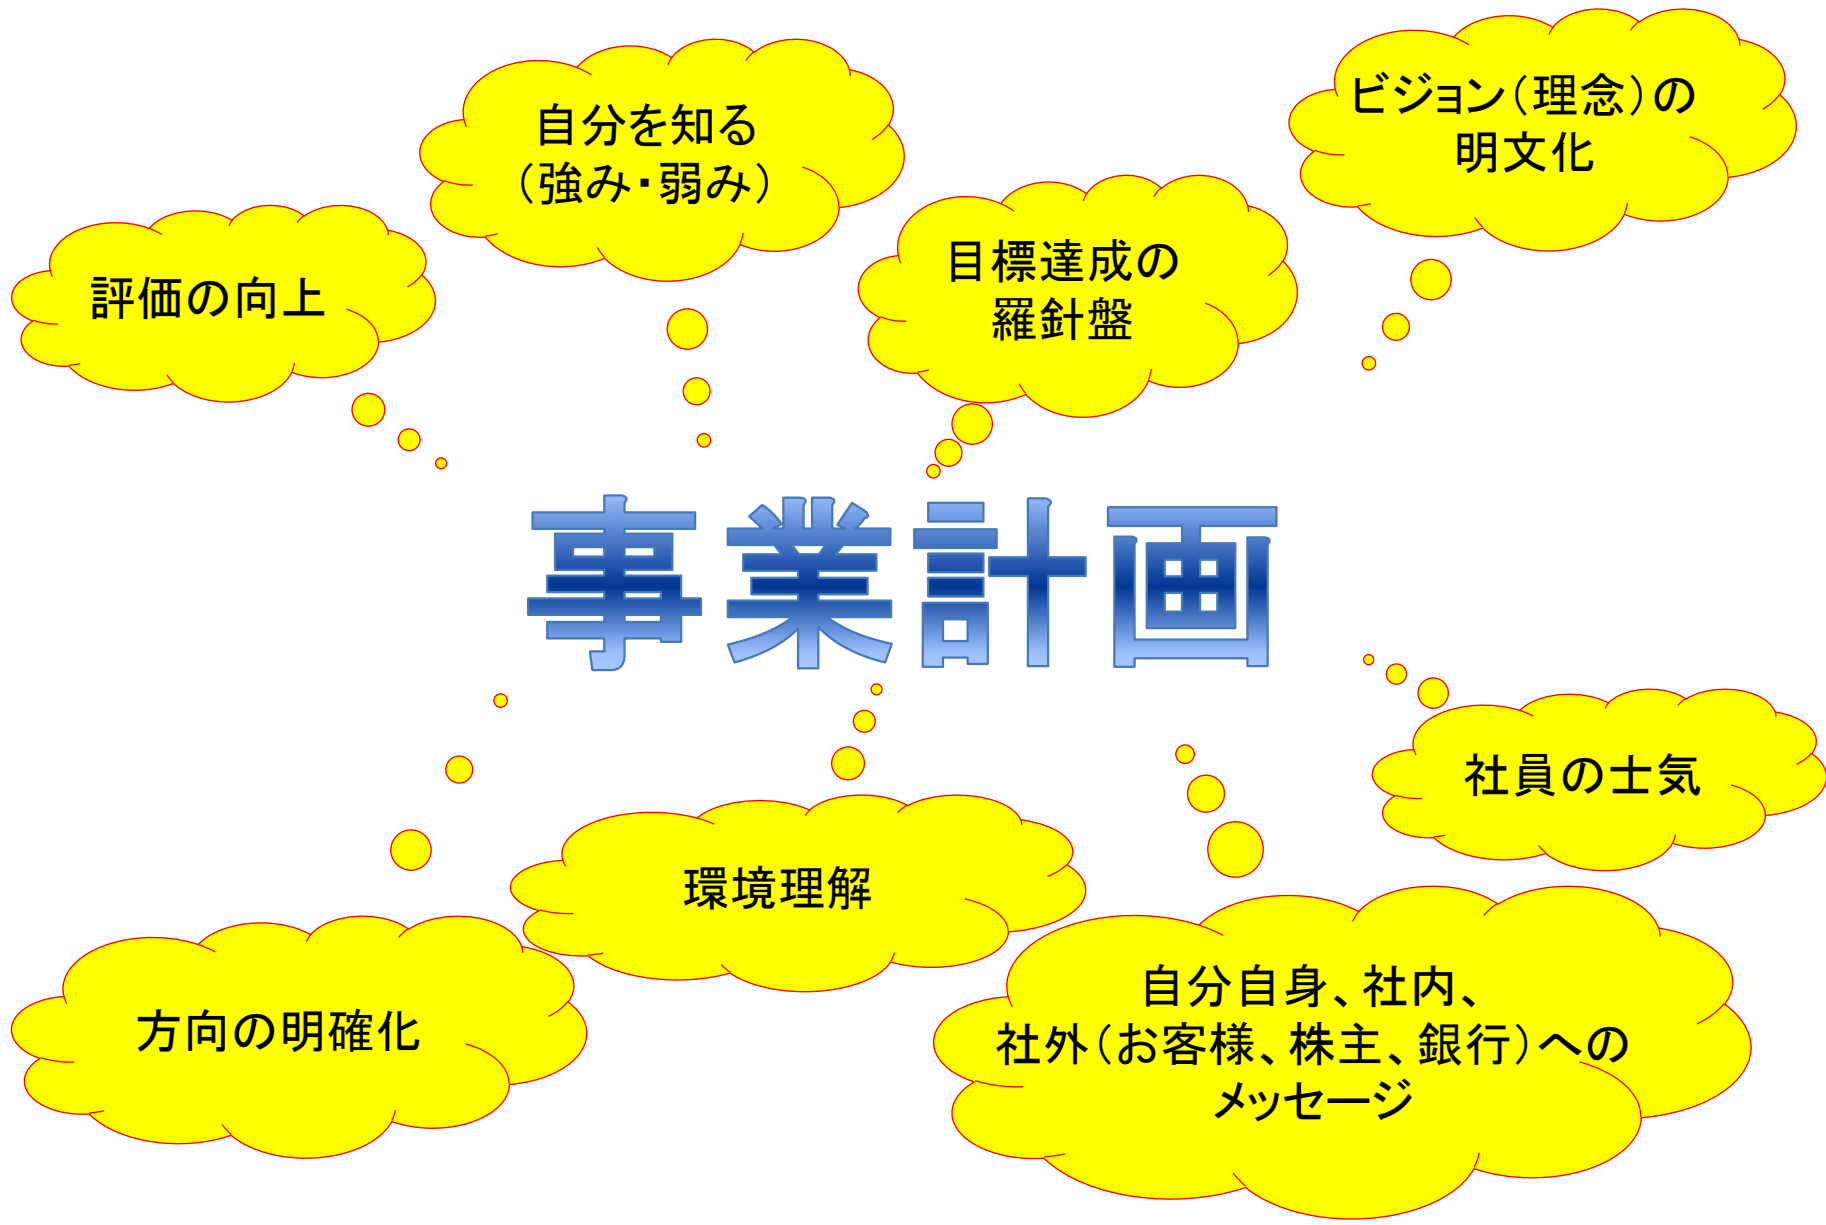 ビジョン（理念）の
明文化
自分を知る
（強み・弱み）
目標達成の
羅針盤
評価の向上
事業計画
社員の士気
環境理解
方向の明確化
自分自身、社内、
社外（お客様、株主、銀行）への
メッセージ